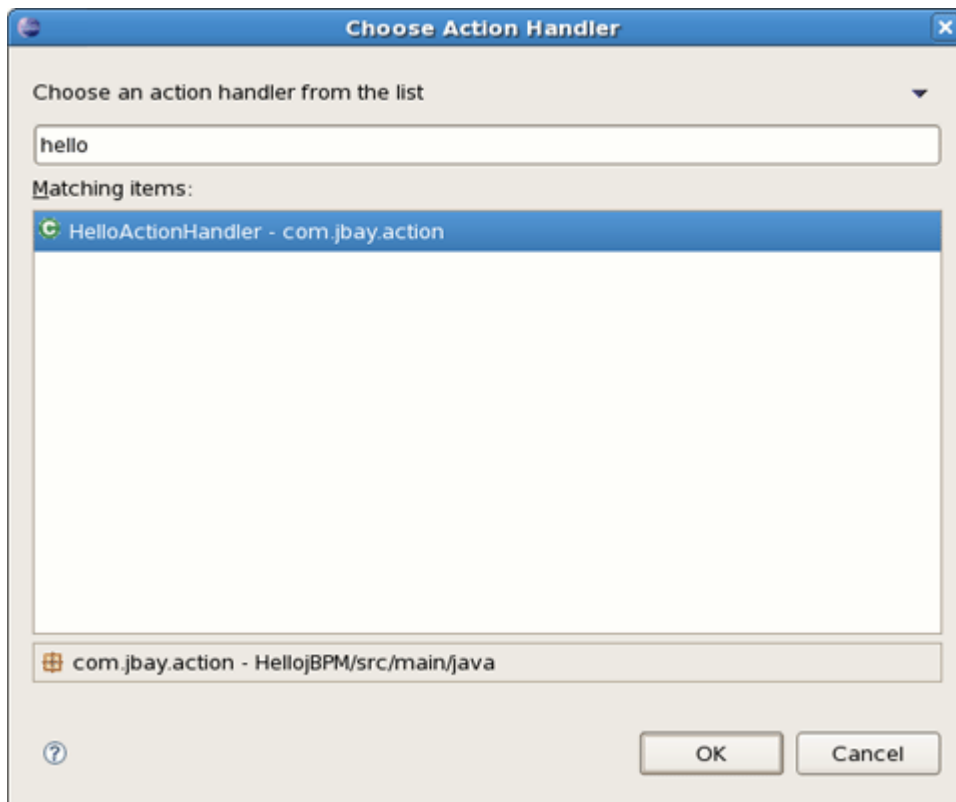 Choose Action Handler
Choose an action handler from the list
hello
Matching items:
HelloActionHandler - com.jbay.action
com.jbay.action - HellojBPM/src/main/java
OK Cancel